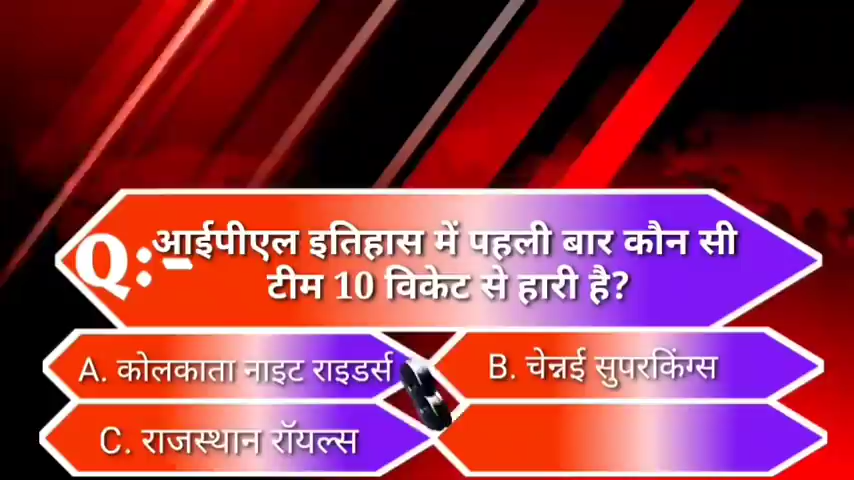 Q:- आईपीएल इतिहास में पहली बार कौन सी
टीम 10 विकेट से हारी है?
A. कोलकाता नाइट राइडर्स
B. चेन्नई सुपरकिंग्स
C. राजस्थान रॉयल्स